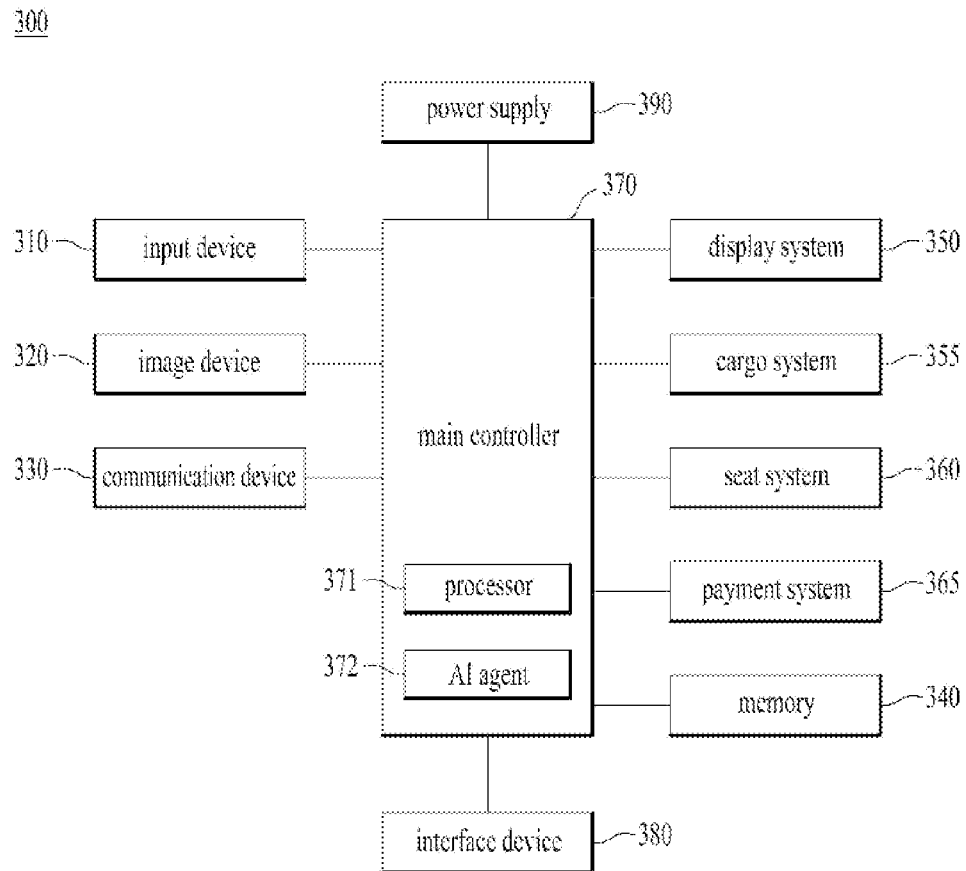 300
power supply 390
370
310 input device
display system 350
320 image device
cargo system 355
main controller
330 communication device
seat system 360
371 processor
payment system 365
372 AI agent
memory 340
interface device 380